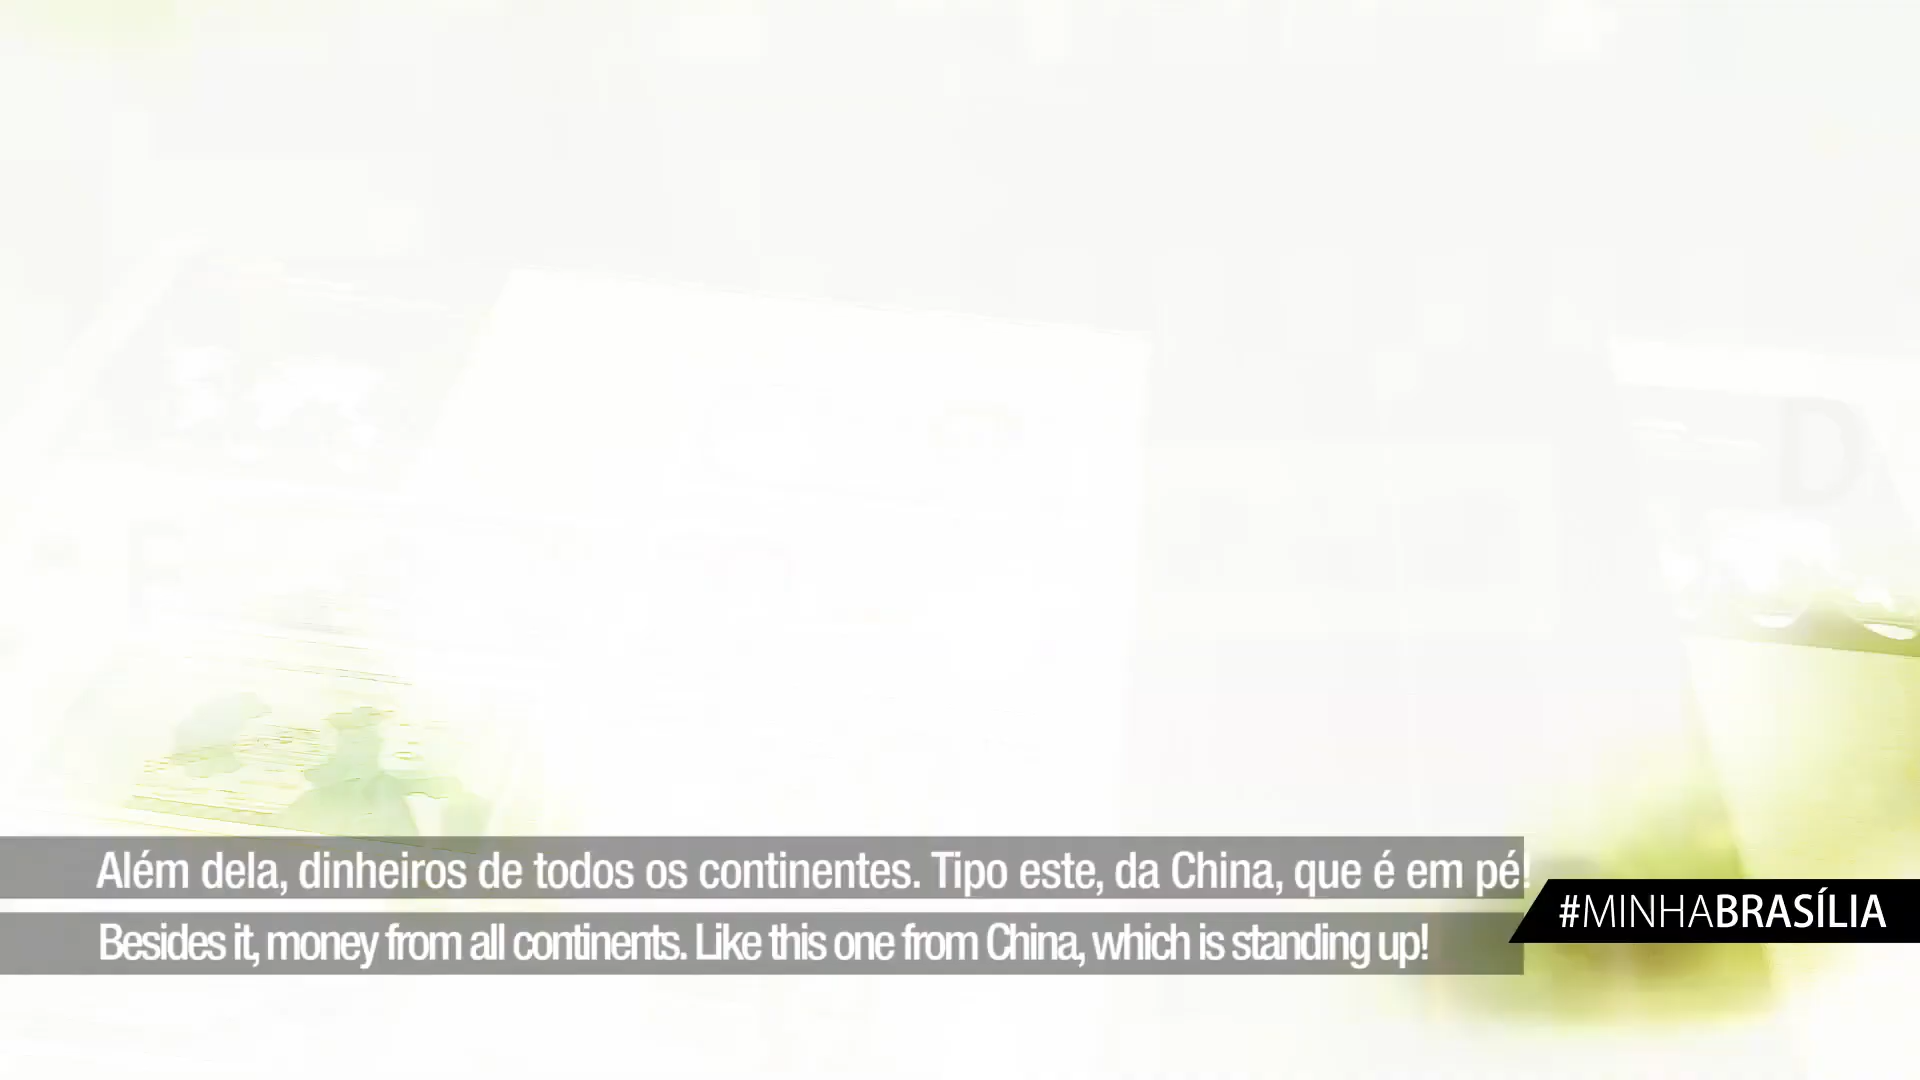 Além dela, dinheiros de todos os continentes. Tipo este, da China, que é em pé!
Besides it, money from all continents. Like this one from China, which is standing up!
#MINHABRASÍLIA